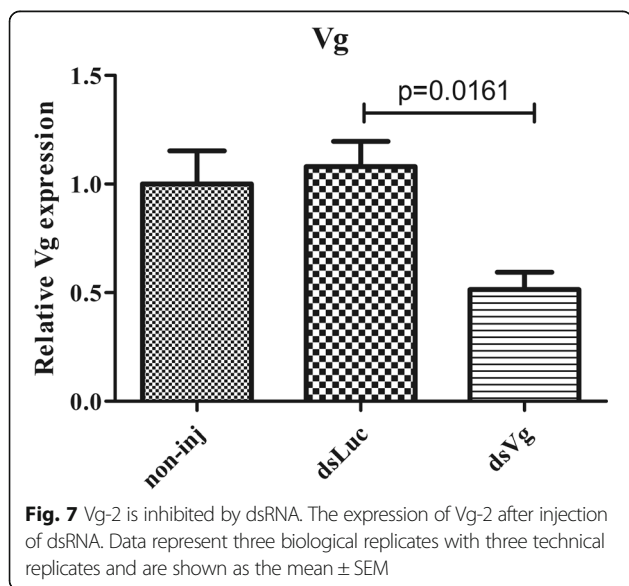 Vg
p=0.0161
1.5
1.0
0.5
0.0
Relative Vg expression
non-inj
dsLuc
dsVg
Fig. 7 Vg-2 is inhibited by dsRNA. The expression of Vg-2 after injection
of dsRNA. Data represent three biological replicates with three technical
replicates and are shown as the mean ± SEM